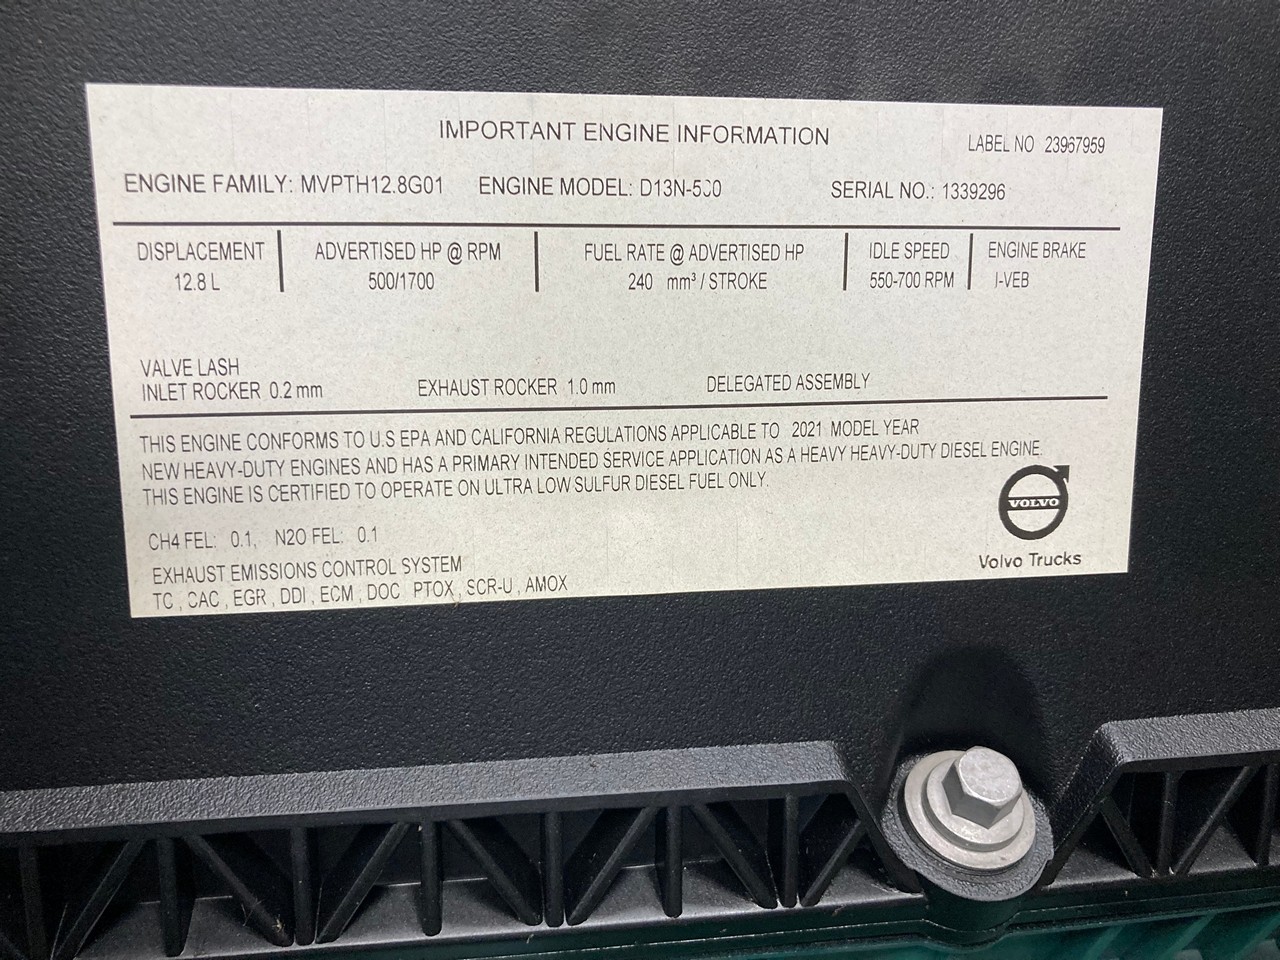 IMPORTANT ENGINE INFORMATION
LABEL NO 23967959
ENGINE FAMILY: MVPTH12.8G01 ENGINE MODEL: D13N-500 SERIAL NO.: 1339296
DISPLACEMENT ADVERTISED HP @ RPM FUEL RATE @ ADVERTISED HP IDLE SPEED ENGINE BRAKE
12.8 L 500/1700 240 mm³ / STROKE 550-700 RPM I-VEB
VALVE LASH
INLET ROCKER 0.2 mm EXHAUST ROCKER 1.0 mm DELEGATED ASSEMBLY
THIS ENGINE CONFORMS TO U.S EPA AND CALIFORNIA REGULATIONS APPLICABLE TO 2021 MODEL YEAR
NEW HEAVY-DUTY ENGINES AND HAS A PRIMARY INTENDED SERVICE APPLICATION AS A HEAVY HEAVY-DUTY DIESEL ENGINE.
THIS ENGINE IS CERTIFIED TO OPERATE ON ULTRA LOW SULFUR DIESEL FUEL ONLY.
VOLVO
Volvo Trucks
CH4 FEL: 0.1, N2O FEL: 0.1
EXHAUST EMISSIONS CONTROL SYSTEM
TC , CAC , EGR , DDI , ECM , DOC PTOX , SCR-U , AMOX